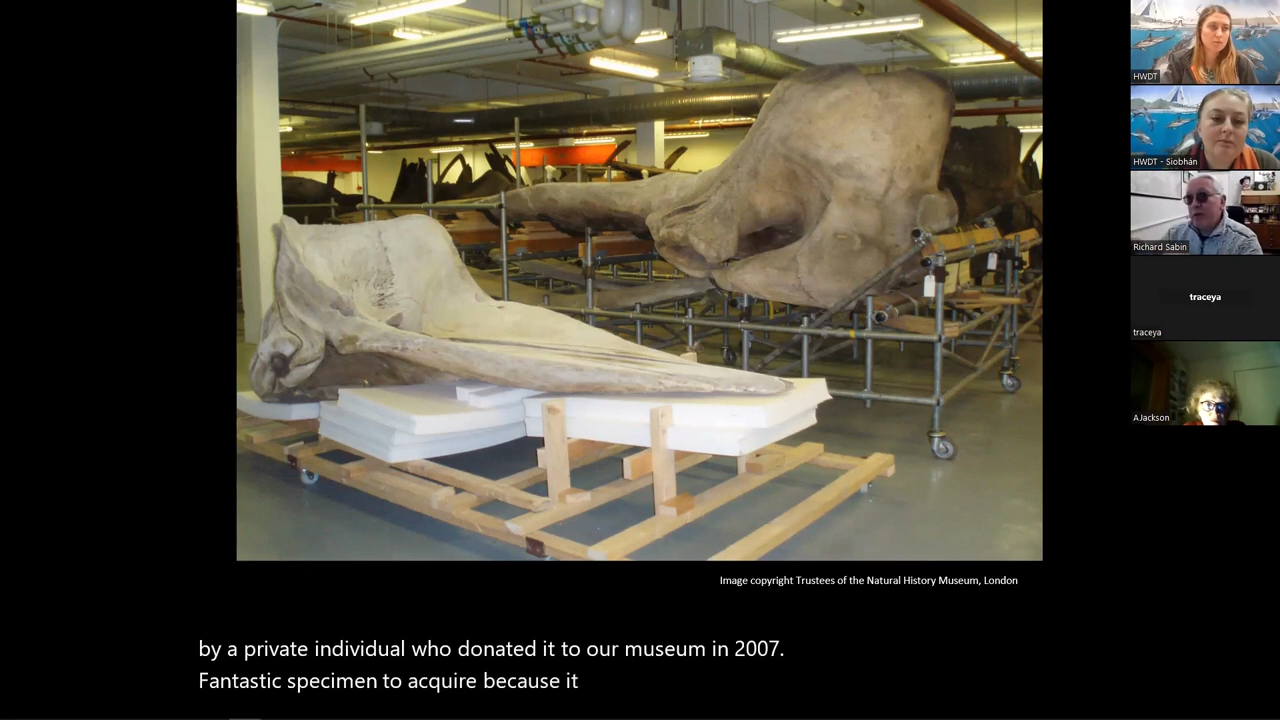 Image copyright Trustees of the Natural History Museum, London
by a private individual who donated it to our museum in 2007.
Fantastic specimen to acquire because it
HWDT
HWDT - Siobhán
Richard Sabin
traceya
traceya
AJackson